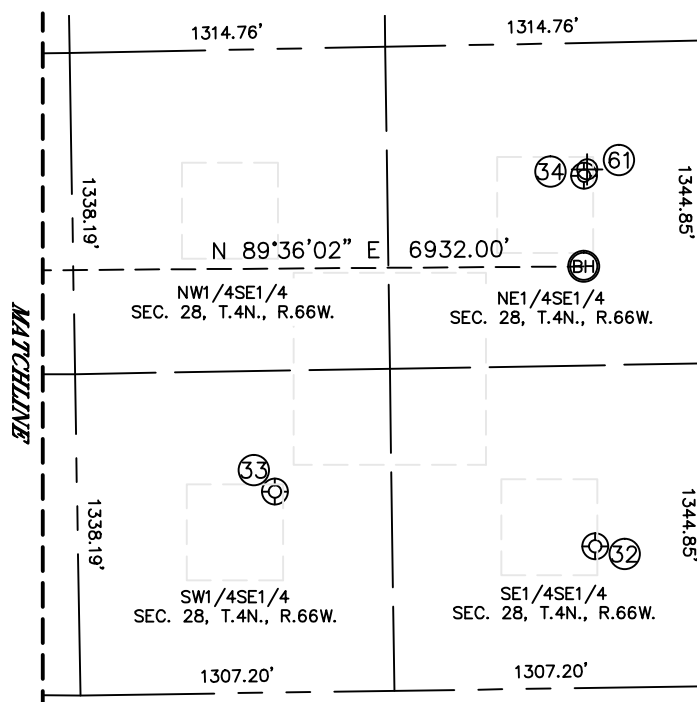 1314.76' 1314.76'
34 61
1338.19' 1344.85'
N 89°36'02" E 6932.00'
BH
NW1/4SE1/4
SEC. 28, T.4N., R.66W.
NE1/4SE1/4
SEC. 28, T.4N., R.66W.
MATCHLINE
33
1338.19' 1344.85'
32
SW1/4SE1/4
SEC. 28, T.4N., R.66W.
SE1/4SE1/4
SEC. 28, T.4N., R.66W.
1307.20' 1307.20'